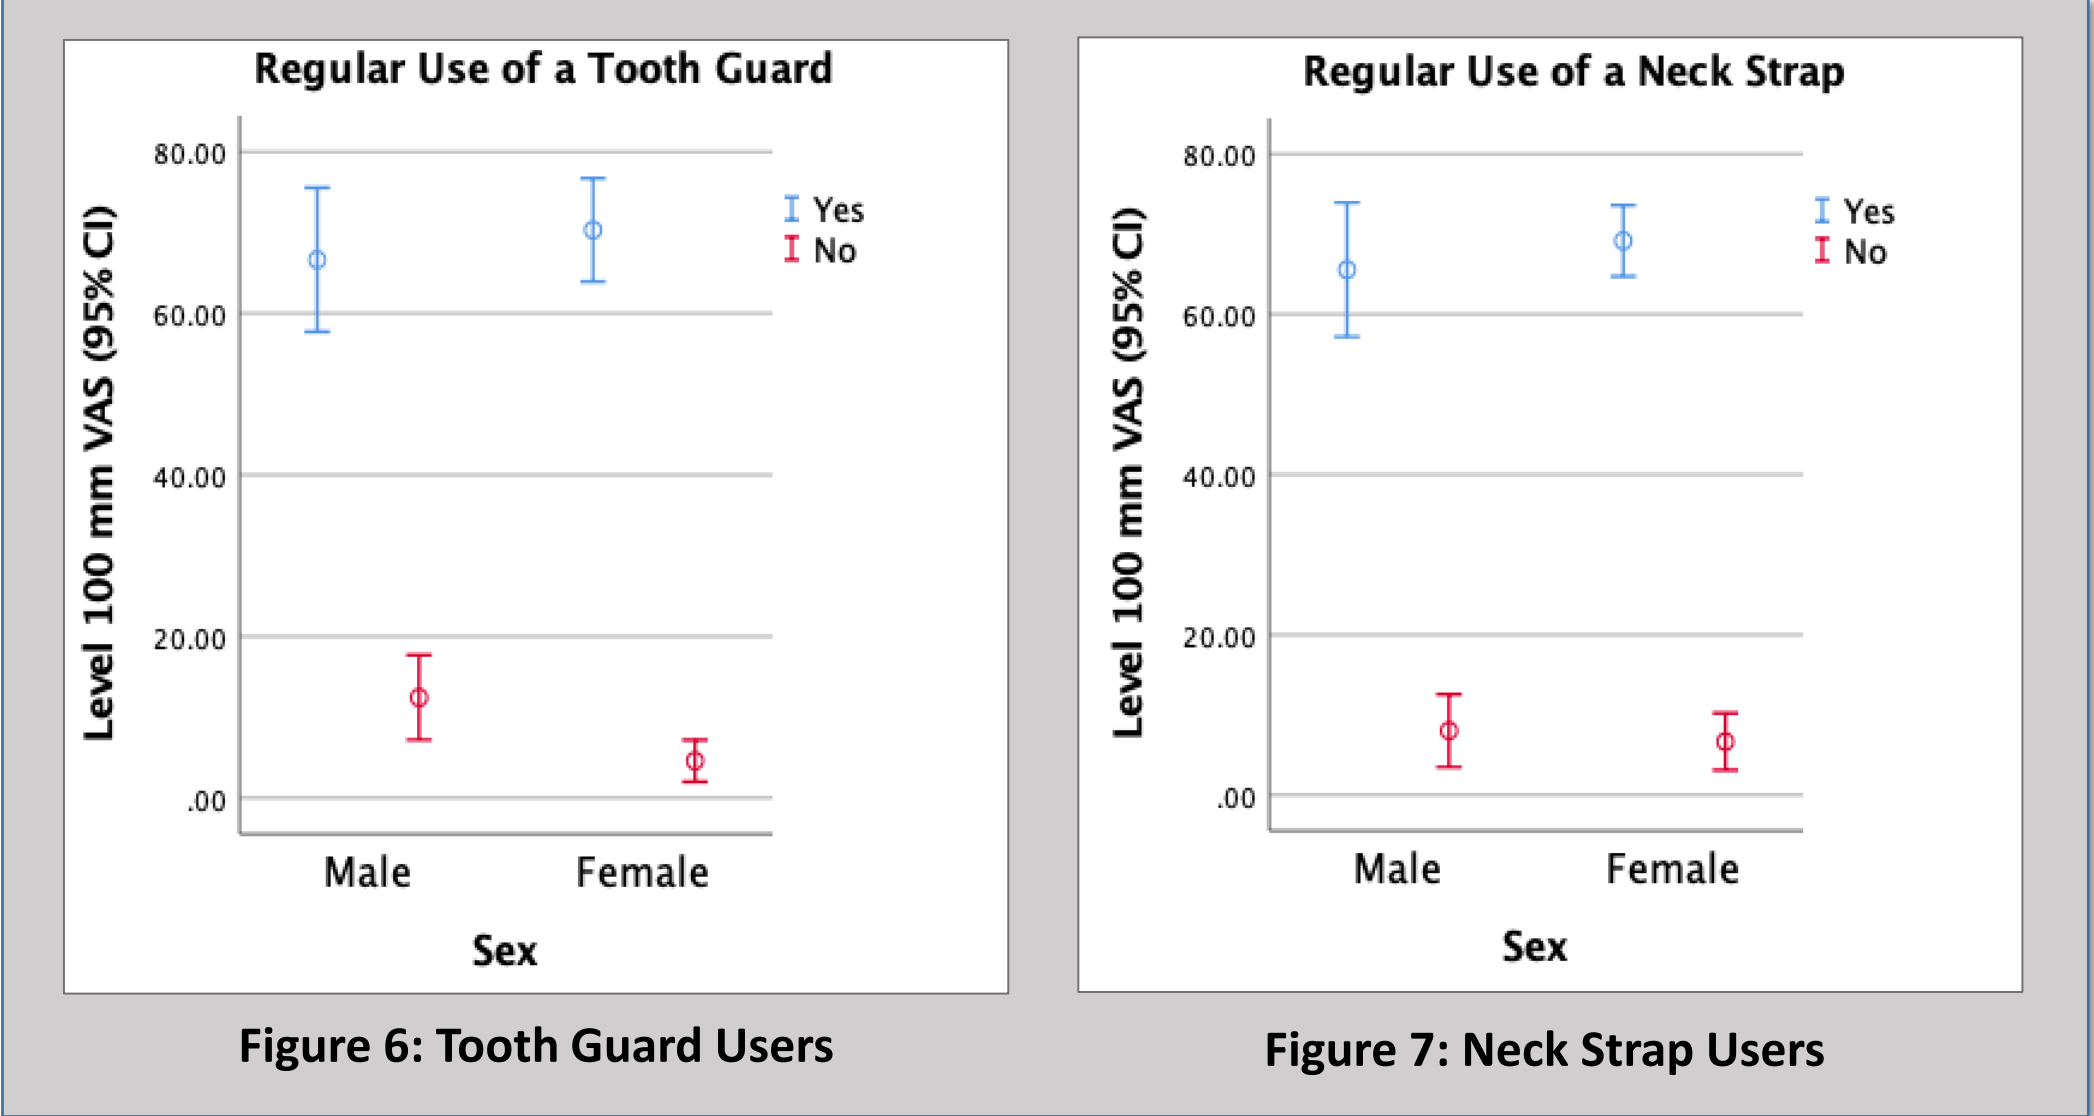 Regular Use of a Tooth Guard
Level 100 mm VAS (95% CI)
80.00
60.00
40.00
20.00
.00
Yes
No
Male
Female
Sex
Figure 6: Tooth Guard Users
Regular Use of a Neck Strap
Level 100 mm VAS (95% CI)
80.00
60.00
40.00
20.00
.00
Yes
No
Male
Female
Sex
Figure 7: Neck Strap Users